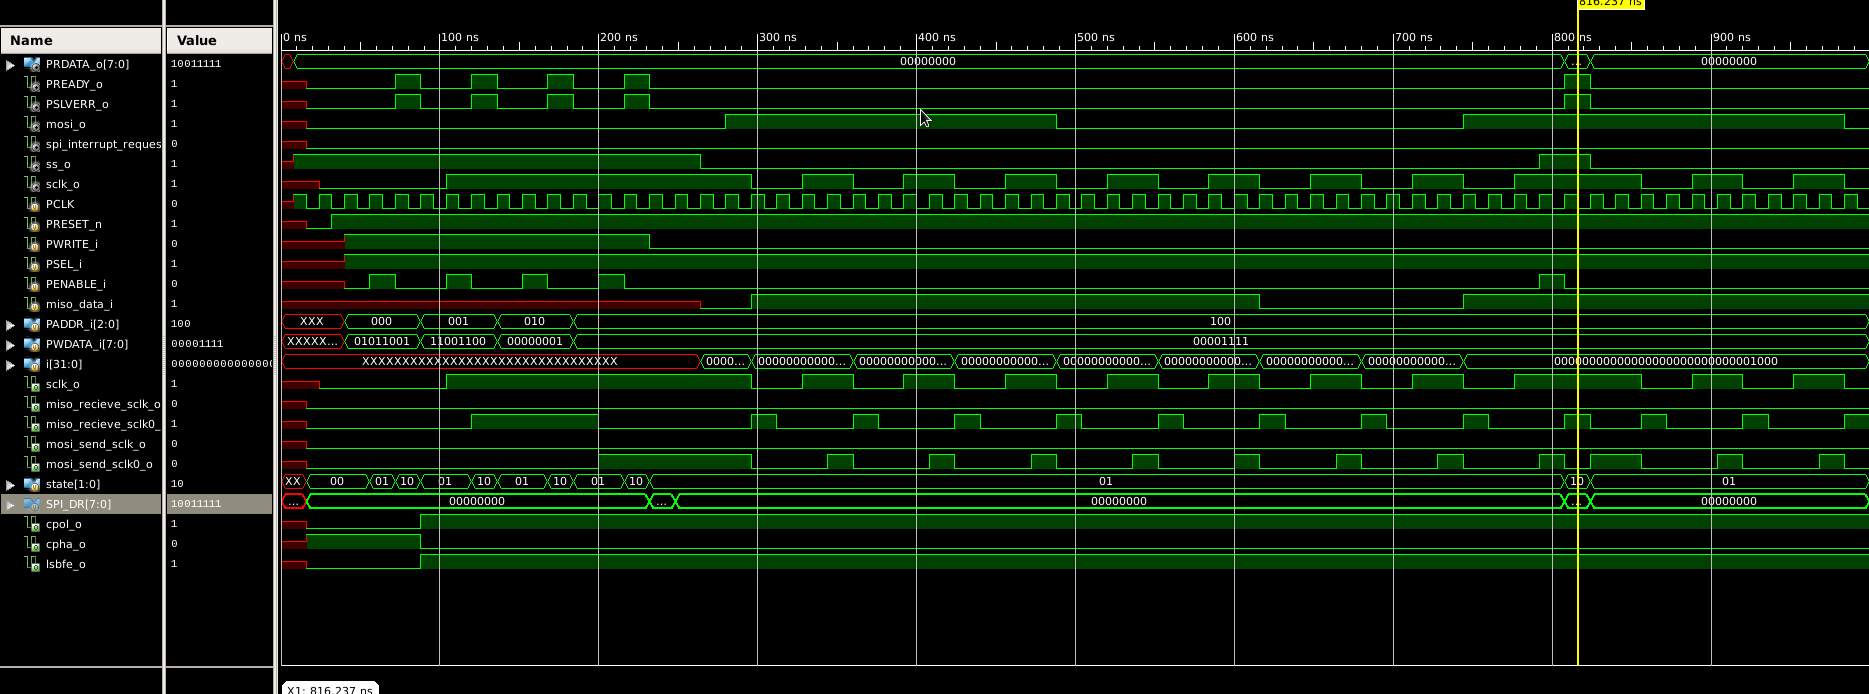 816.237 ns
Name Value 0 ns 100 ns 200 ns 300 ns 400 ns 500 ns 600 ns 700 ns 800 ns 900 ns
PRDATA_o[7:0] 10011111 00000000 ... 00000000
PREADY_o 1
PSLVERR_o 1
mosi_o 1
spi_interrupt_reques 0
ss_o 1
sclk_o 1
PCLK 0
PRESET_n 1
PWRITE_i 0
PSEL_i 1
PENABLE_i 0
miso_data_i 1
PADDR_i[2:0] 100 XXX 000 001 010 100
PWDATA_i[7:0] 00001111 XXXXX... 01011001 11001100 00000001 00001111
i[31:0] XXXXXXXXXXXXXXXXXXXXXXXXXXXXXXXX 0000... 00000000000... 00000000000... 00000000000... 00000000000... 00000000000... 00000000000... 00000000000... 00000000000000000000000000001000
sclk_o 1
miso_recieve_sclk_o 0
miso_recieve_sclk0_ 1
mosi_send_sclk_o 0
mosi_send_sclk0_o 0
state[1:0] 10 XX 00 01 10 01 10 01 10 01 10 01 10 01
SPI_DR[7:0] 10011111 ... 00000000 ... 00000000 ... 00000000
cpol_o 1
cpha_o 0
lsbfe_o 1
X1: 816.237 ns